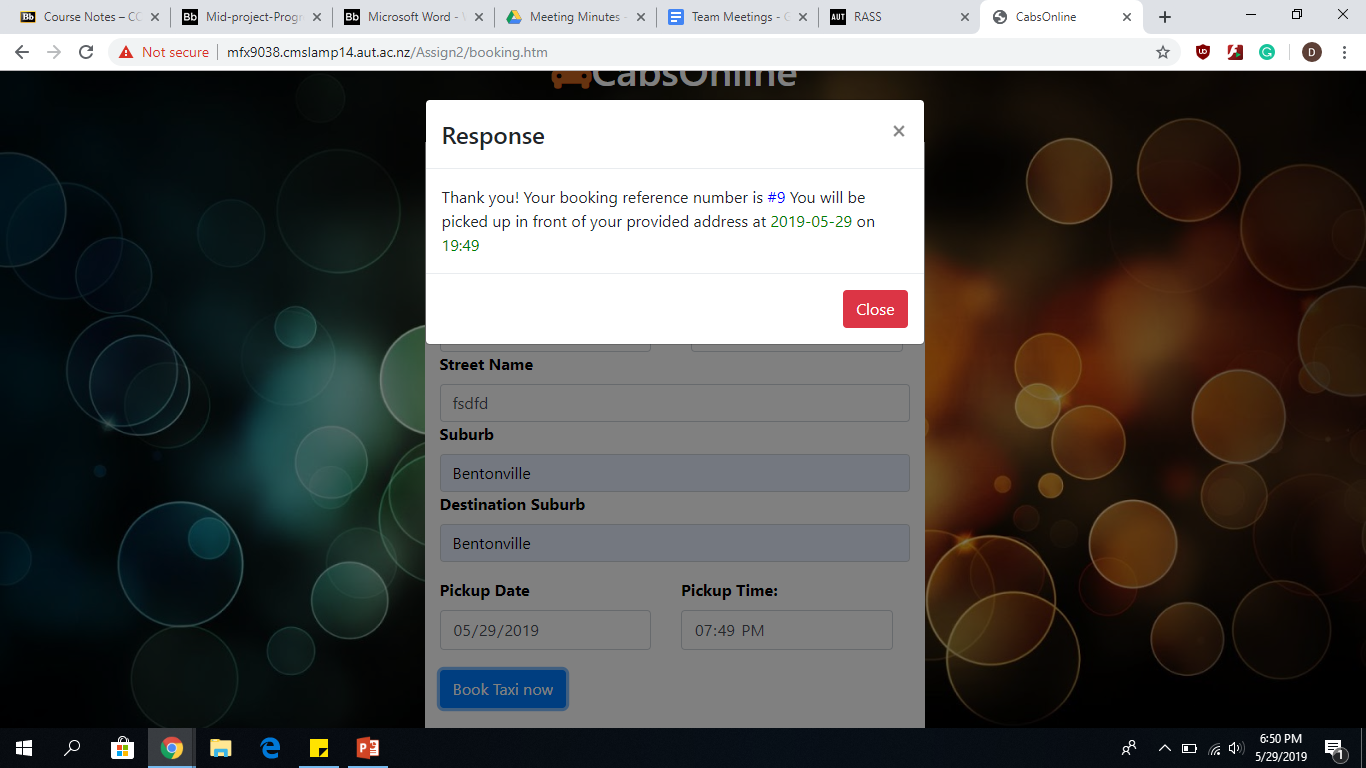 Course Notes – CC
Mid-project-Progr
Microsoft Word -
Meeting Minutes -
Team Meetings -
RASS
CabsOnline
Not secure
mfx9038.cmslamp14.aut.ac.nz/Assign2/booking.htm
D
CabsOnline
Response
×
Thank you! Your booking reference number is #9 You will be
picked up in front of your provided address at 2019-05-29 on
19:49
Close
Street Name
fsdfd
Suburb
Bentonville
Destination Suburb
Bentonville
Pickup Date
Pickup Time:
05/29/2019
07:49 PM
Book Taxi now
6:50 PM
5/29/2019
1